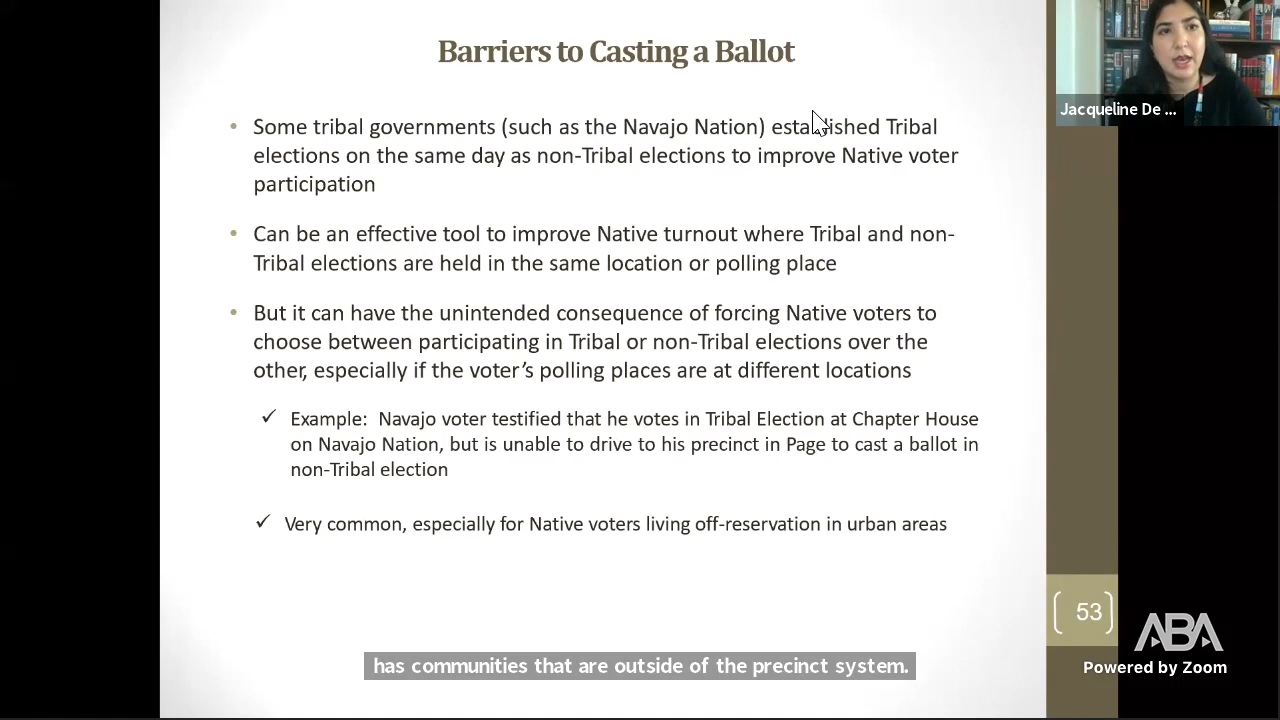 Barriers to Casting a Ballot
Jacqueline De ...
• Some tribal governments (such as the Navajo Nation) established Tribal
elections on the same day as non-Tribal elections to improve Native voter
participation
• Can be an effective tool to improve Native turnout where Tribal and non-
Tribal elections are held in the same location or polling place
• But it can have the unintended consequence of forcing Native voters to
choose between participating in Tribal or non-Tribal elections over the
other, especially if the voter’s polling places are at different locations
✓ Example: Navajo voter testified that he votes in Tribal Election at Chapter House
on Navajo Nation, but is unable to drive to his precinct in Page to cast a ballot in
non-Tribal election
✓ Very common, especially for Native voters living off-reservation in urban areas
53
ABA
Powered by Zoom
has communities that are outside of the precinct system.